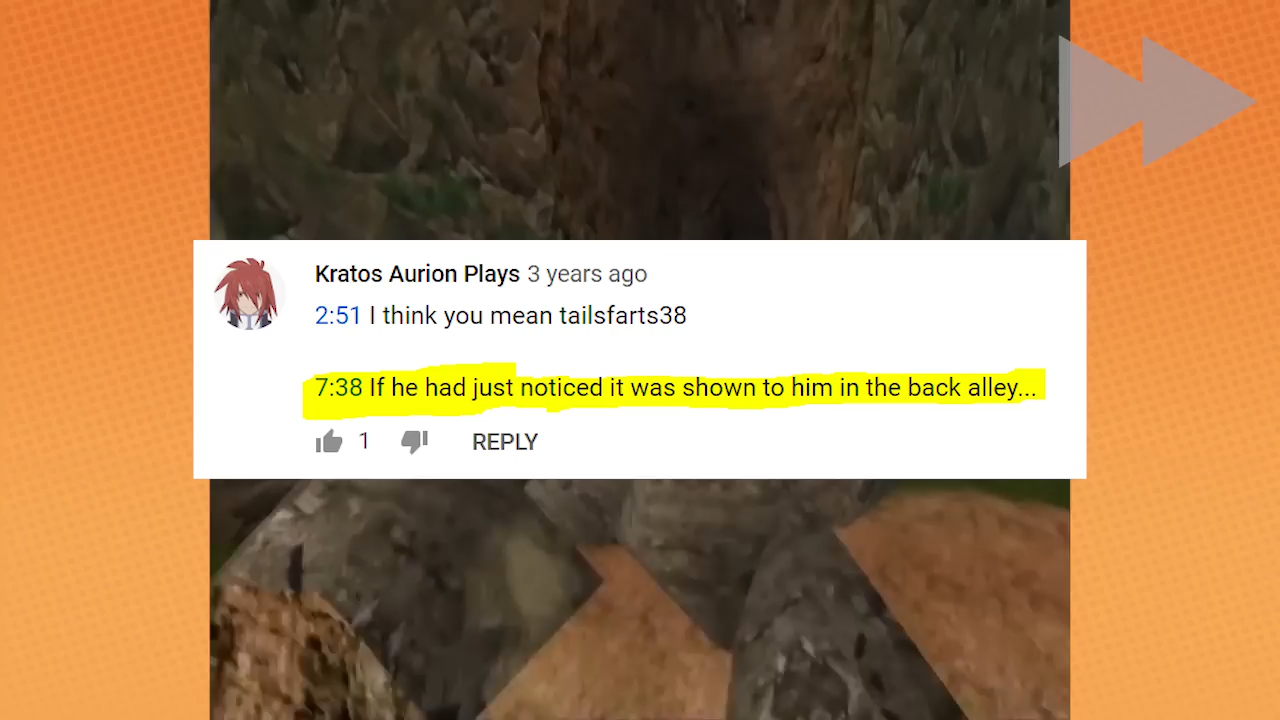 Kratos Aurion Plays 3 years ago
2:51 I think you mean tailsfarts38
7:38 If he had just noticed it was shown to him in the back alley...
1 REPLY